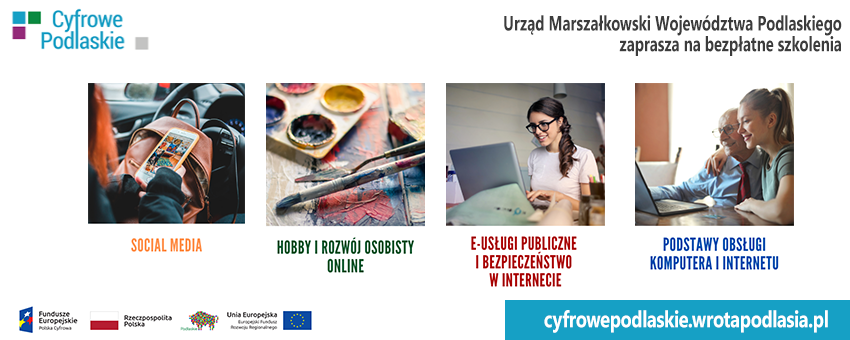 Cyfrowe
Podlaskie
Urząd Marszałkowski Województwa Podlaskiego
zaprasza na bezpłatne szkolenia
SOCIAL MEDIA
HOBBY I ROZWÓJ OSOBISTY
ONLINE
E-USŁUGI PUBLICZNE
I BEZPIECZEŃSTWO
W INTERNECIE
PODSTAWY OBSŁUGI
KOMPUTERA I INTERNETU
Fundusze
Europejskie
Polska Cyfrowa
Rzeczpospolita
Polska
Podlaskie
Unia Europejska
Europejski Fundusz
Rozwoju Regionalnego
cyfrowepodlaskie.wrotapodlasia.pl